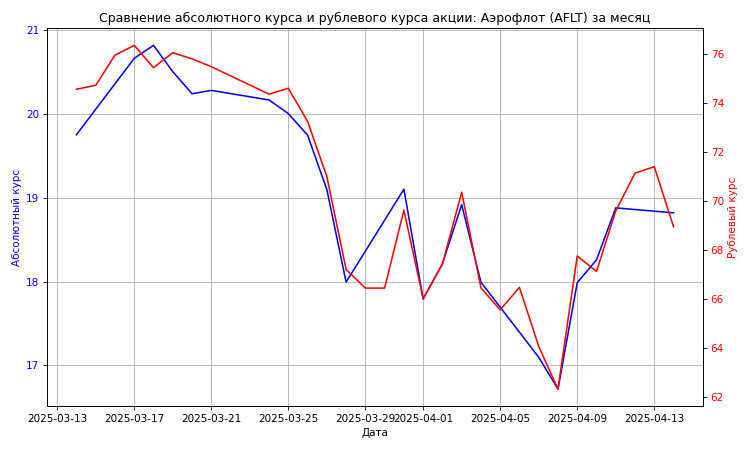 Сравнение абсолютного курса и рублевого курса акции: Аэрофлот (AFLT) за месяц
21
20
19
18
17
Абсолютный курс
76
74
72
70
68
66
64
62
Рублевый курс
2025-03-13 2025-03-17 2025-03-21 2025-03-25 2025-03-29 2025-04-01 2025-04-05 2025-04-09 2025-04-13
Дата